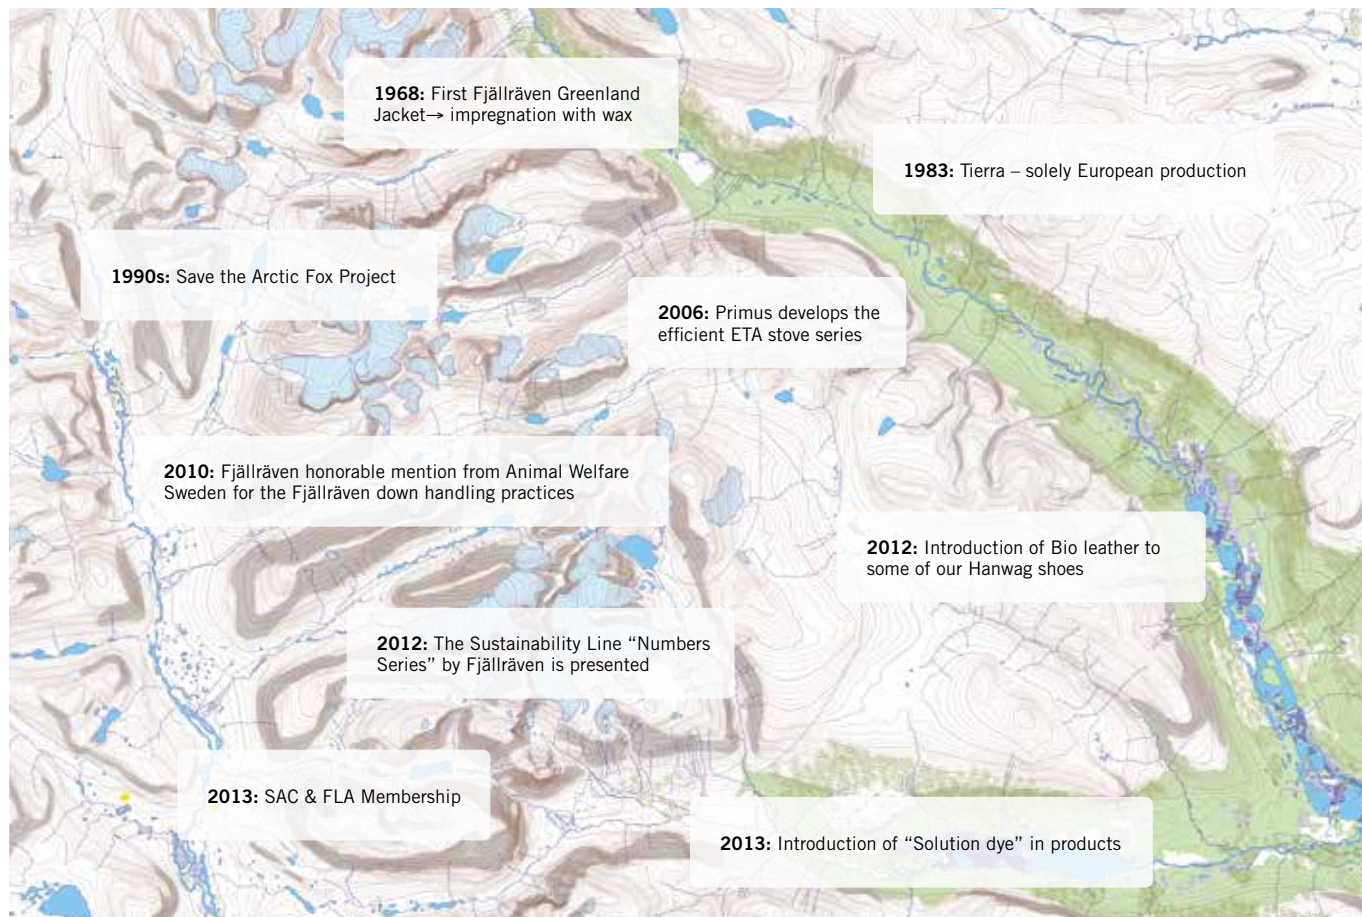 1968: First Fjällräven Greenland
Jacket→ impregnation with wax
1983: Tierra – solely European production
1990s: Save the Arctic Fox Project
2006: Primus develops the
efficient ETA stove series
2010: Fjällräven honorable mention from Animal Welfare
Sweden for the Fjällräven down handling practices
2012: Introduction of Bio leather to
some of our Hanwag shoes
2012: The Sustainability Line “Numbers
Series” by Fjällräven is presented
2013: SAC & FLA Membership
2013: Introduction of “Solution dye” in products